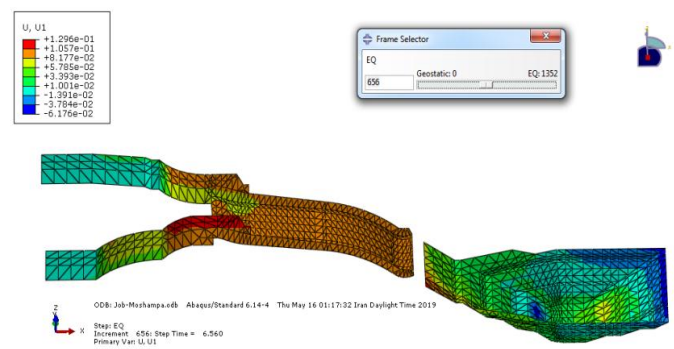 U, U1
+1.296e-01
+1.057e-01
+8.177e-02
+5.785e-02
+3.393e-02
+1.001e-02
-1.391e-02
-3.784e-02
-6.176e-02
Frame Selector
EQ
656
Geostatic: 0
EQ: 1352
Z
X
ODB: Job-Moshampa.odb Abaqus/Standard 6.14-4 Thu May 16 01:17:32 Iran Daylight Time 2019
Step: EQ
Increment 656: Step Time = 6.560
Primary Var: U, U1